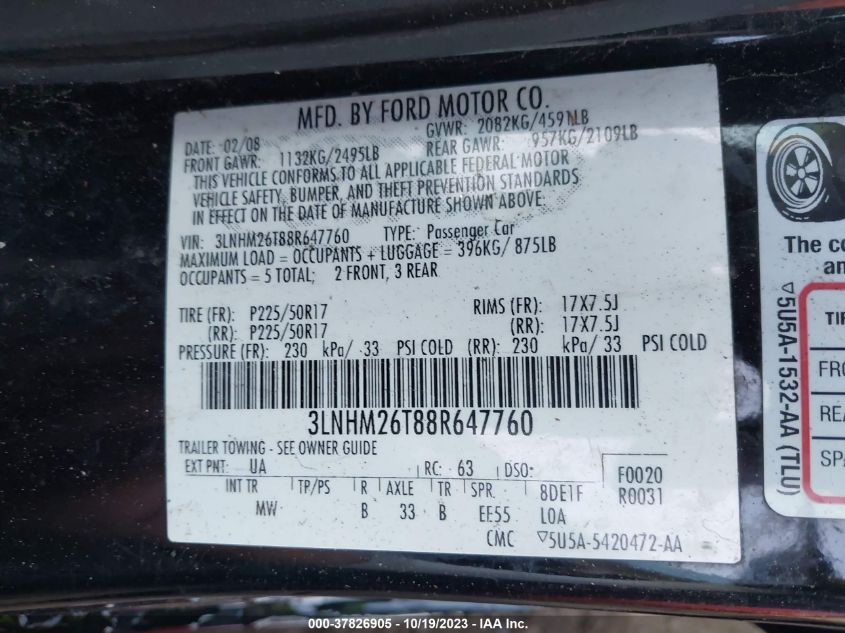 MFD. BY FORD MOTOR CO.
DATE: 02/08 GVWR: 2082KG/4591LB
FRONT GAWR: 1132KG/2495LB REAR GAWR: 957KG/2109LB
THIS VEHICLE CONFORMS TO ALL APPLICABLE FEDERAL MOTOR
VEHICLE SAFETY, BUMPER, AND THEFT PREVENTION STANDARDS
IN EFFECT ON THE DATE OF MANUFACTURE SHOWN ABOVE.
VIN: 3LNHM26T88R647760 TYPE: Passenger Car
MAXIMUM LOAD = OCCUPANTS + LUGGAGE = 396KG/ 875LB
OCCUPANTS = 5 TOTAL; 2 FRONT, 3 REAR
TIRE (FR): P225/50R17 RIMS (FR): 17X7.5J
(RR): P225/50R17 (RR): 17X7.5J
PRESSURE (FR): 230 kPa/ 33 PSI COLD (RR): 230 kPa/ 33 PSI COLD
3LNHM26T88R647760
TRAILER TOWING - SEE OWNER GUIDE
EXT PNT: UA RC: 63 DSO: F0020
INT TR TP/PS R AXLE TR SPR 8DE1F R0031
MW B 33 B EE55 LOA
CMC ▽5U5A-5420472-AA
The co
an
TIR
FRO
REA
SPA
▽5U5A-1532-AA (TLU)
000-37826905 - 10/19/2023 - IAA Inc.